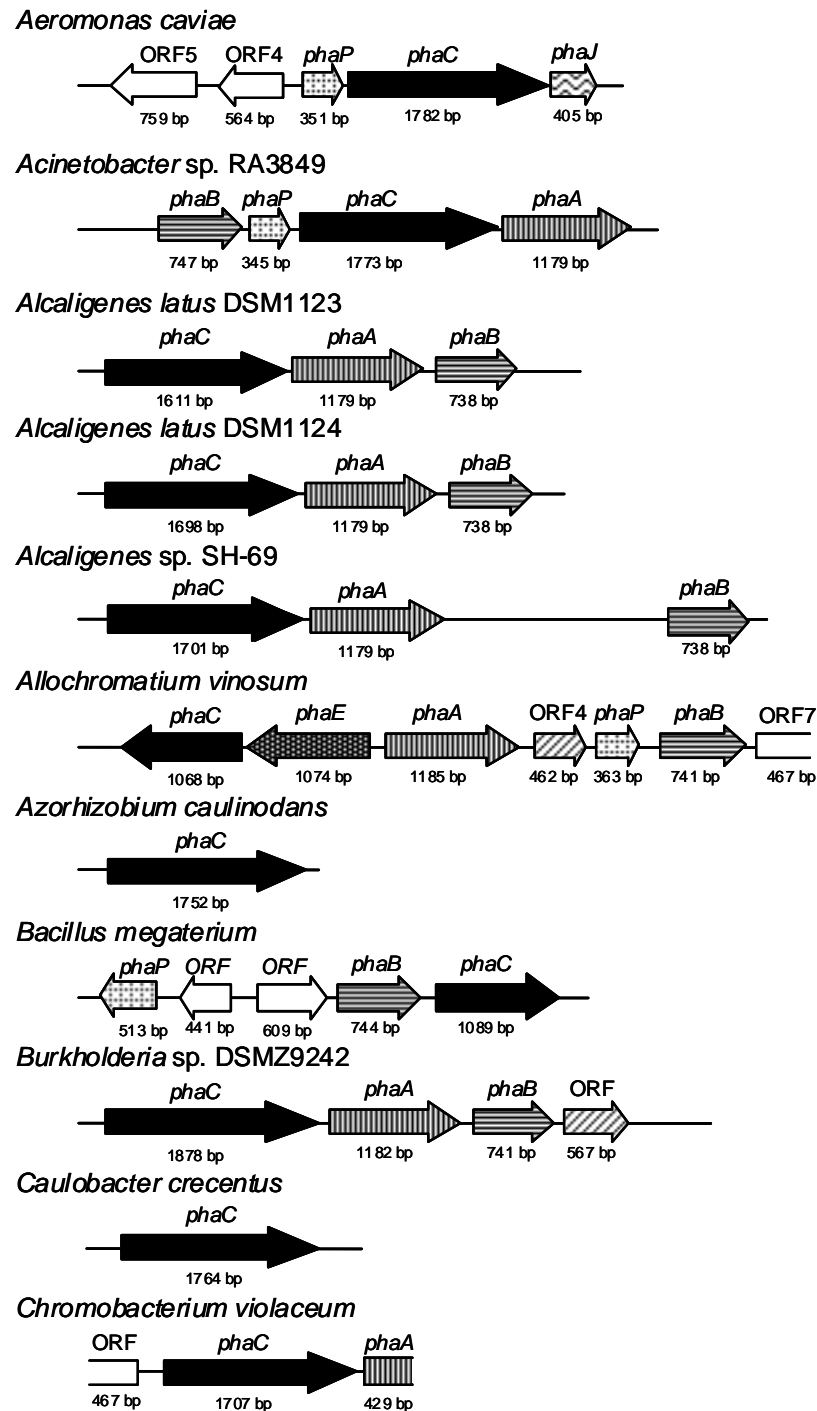 Aeromonas caviae
ORF5 ORF4 phaP phaC phaJ
759 bp 564 bp 351 bp 1782 bp 405 bp
Acinetobacter sp. RA3849
phaB phaP phaC phaA
747 bp 345 bp 1773 bp 1179 bp
Alcaligenes latus DSM1123
phaC phaA phaB
1611 bp 1179 bp 738 bp
Alcaligenes latus DSM1124
phaC phaA phaB
1698 bp 1179 bp 738 bp
Alcaligenes sp. SH-69
phaC phaA phaB
1701 bp 1179 bp 738 bp
Allochromatium vinosum
phaC phaE phaA ORF4 phaP phaB ORF7
1068 bp 1074 bp 1185 bp 462 bp 363 bp 741 bp 467 bp
Azorhizobium caulinodans
phaC
1752 bp
Bacillus megaterium
phaP ORF ORF phaB phaC
513 bp 441 bp 609 bp 744 bp 1089 bp
Burkholderia sp. DSMZ9242
phaC phaA phaB ORF
1878 bp 1182 bp 741 bp 567 bp
Caulobacter crecentus
phaC
1764 bp
Chromobacterium violaceum
ORF phaC phaA
467 bp 1707 bp 429 bp